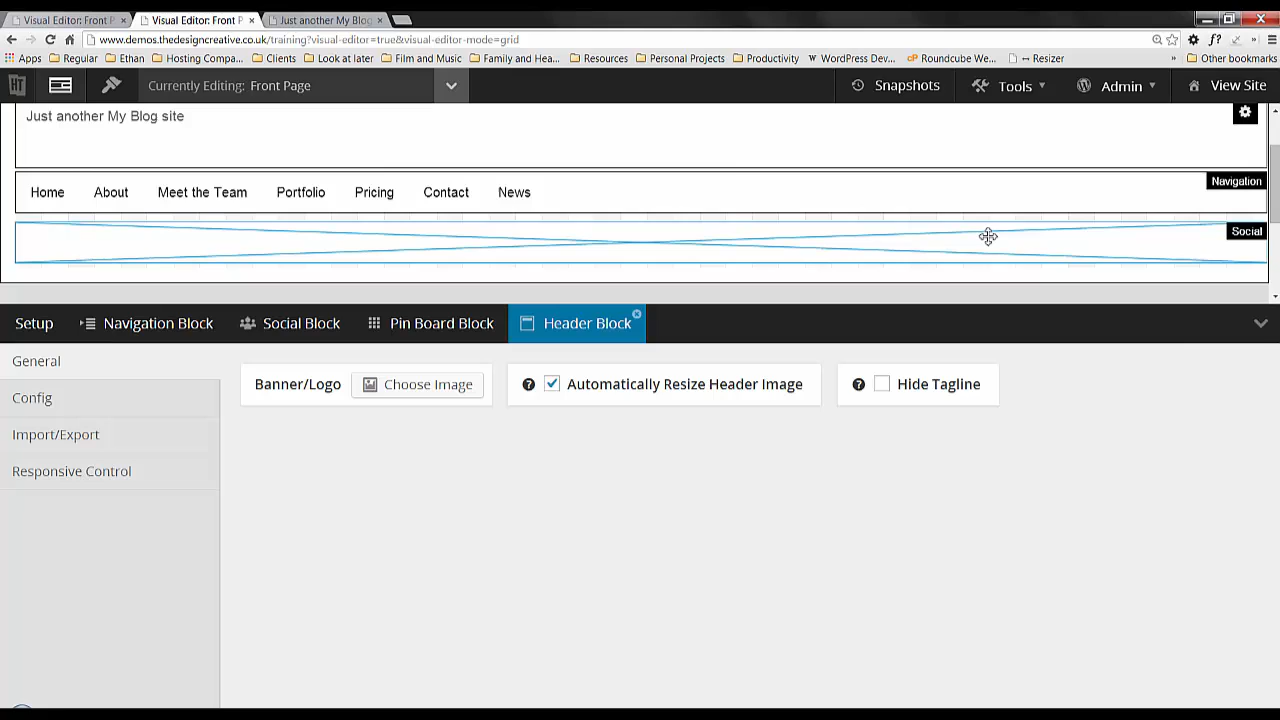 Visual Editor: Front P × Visual Editor: Front P × Just another My Blog ×
www.demos.thedesigncreative.co.uk/training?visual-editor=true&visual-editor-mode=grid
Apps Regular Ethan Hosting Compa... Clients Look at later Film and Music Family and Hea... Resources Personal Projects Productivity WordPress Dev... Roundcube We... ↔ Resizer » Other bookmarks
Currently Editing: Front Page Snapshots Tools Admin View Site
Just another My Blog site
Navigation
Home About Meet the Team Portfolio Pricing Contact News
Social
Setup Navigation Block Social Block Pin Board Block Header Block
General
Banner/Logo Choose Image Automatically Resize Header Image Hide Tagline
Config
Import/Export
Responsive Control